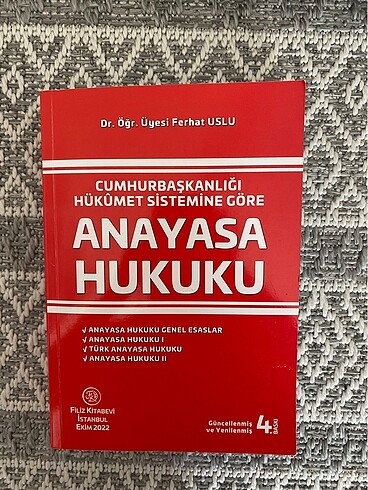 Dr. Öğr. Üyesi Ferhat USLU
CUMHURBAŞKANLIĞI
HÜKÛMET SİSTEMİNE GÖRE
ANAYASA
HUKUKU
√ ANAYASA HUKUKU GENEL ESASLAR
√ ANAYASA HUKUKU I
√ TÜRK ANAYASA HUKUKU
√ ANAYASA HUKUKU II
FİLİZ KİTABEVİ
İSTANBUL
EKİM 2022
Güncellenmiş
ve Yenilenmiş
4. BASKI